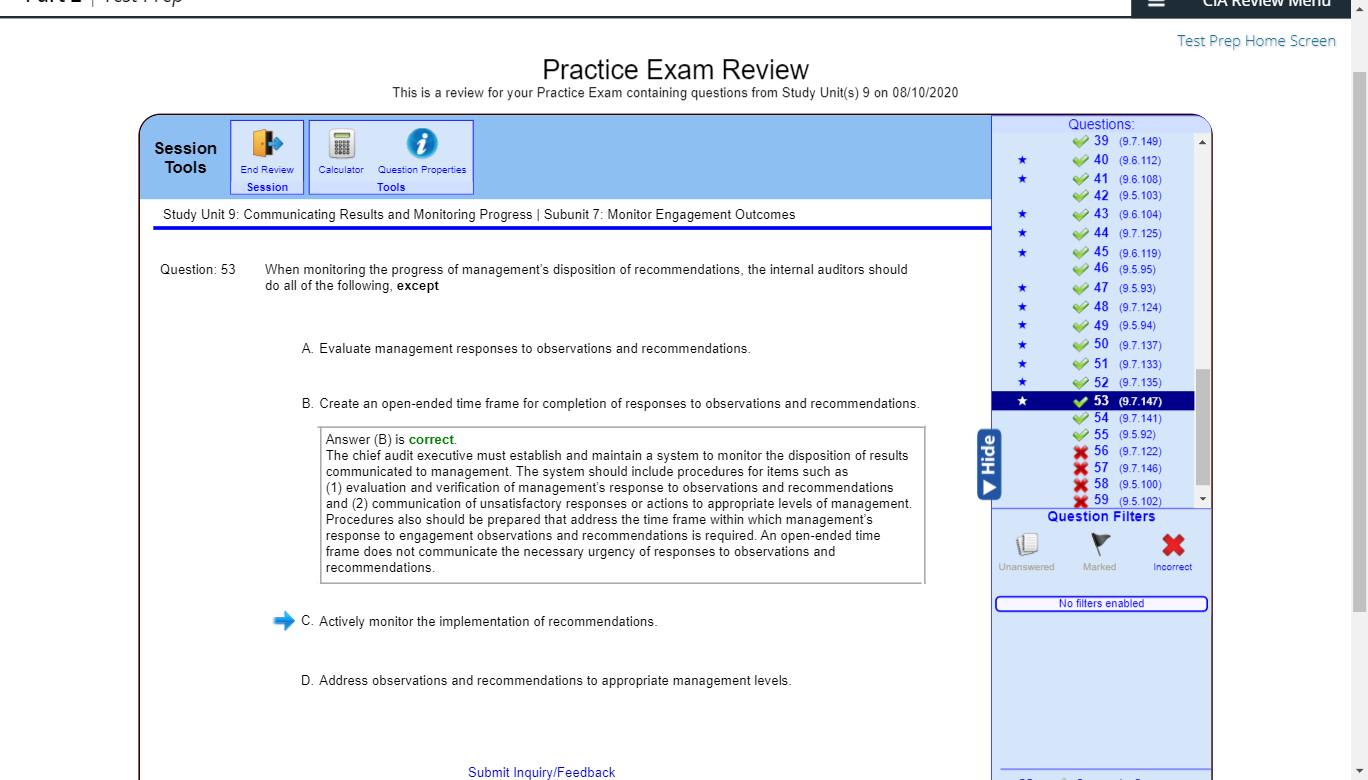 Part 2 | Test Prep
CIA Review Menu
Test Prep Home Screen
Practice Exam Review
This is a review for your Practice Exam containing questions from Study Unit(s) 9 on 08/10/2020
Session
Tools
End Review
Session
Calculator
Question Properties
Tools
Study Unit 9: Communicating Results and Monitoring Progress | Subunit 7: Monitor Engagement Outcomes
Question: 53
When monitoring the progress of management's disposition of recommendations, the internal auditors should
do all of the following, except
A. Evaluate management responses to observations and recommendations.
B. Create an open-ended time frame for completion of responses to observations and recommendations.
Answer (B) is correct.
The chief audit executive must establish and maintain a system to monitor the disposition of results
communicated to management. The system should include procedures for items such as
(1) evaluation and verification of management's response to observations and recommendations
and (2) communication of unsatisfactory responses or actions to appropriate levels of management.
Procedures also should be prepared that address the time frame within which management's
response to engagement observations and recommendations is required. An open-ended time
frame does not communicate the necessary urgency of responses to observations and
recommendations.
C. Actively monitor the implementation of recommendations.
D. Address observations and recommendations to appropriate management levels.
Submit Inquiry/Feedback
Questions:
39 (9.7.149)
40 (9.6.112)
41 (9.6.108)
42 (9.5.103)
43 (9.6.104)
44 (9.7.125)
45 (9.6.119)
46 (9.5.95)
47 (9.5.93)
48 (9.7.124)
49 (9.5.94)
50 (9.7.137)
51 (9.7.133)
52 (9.7.135)
53 (9.7.147)
54 (9.7.141)
55 (9.5.92)
56 (9.7.122)
57 (9.7.146)
58 (9.5.100)
59 (9.5.102)
Hide
Question Filters
Unanswered
Marked
Incorrect
No filters enabled